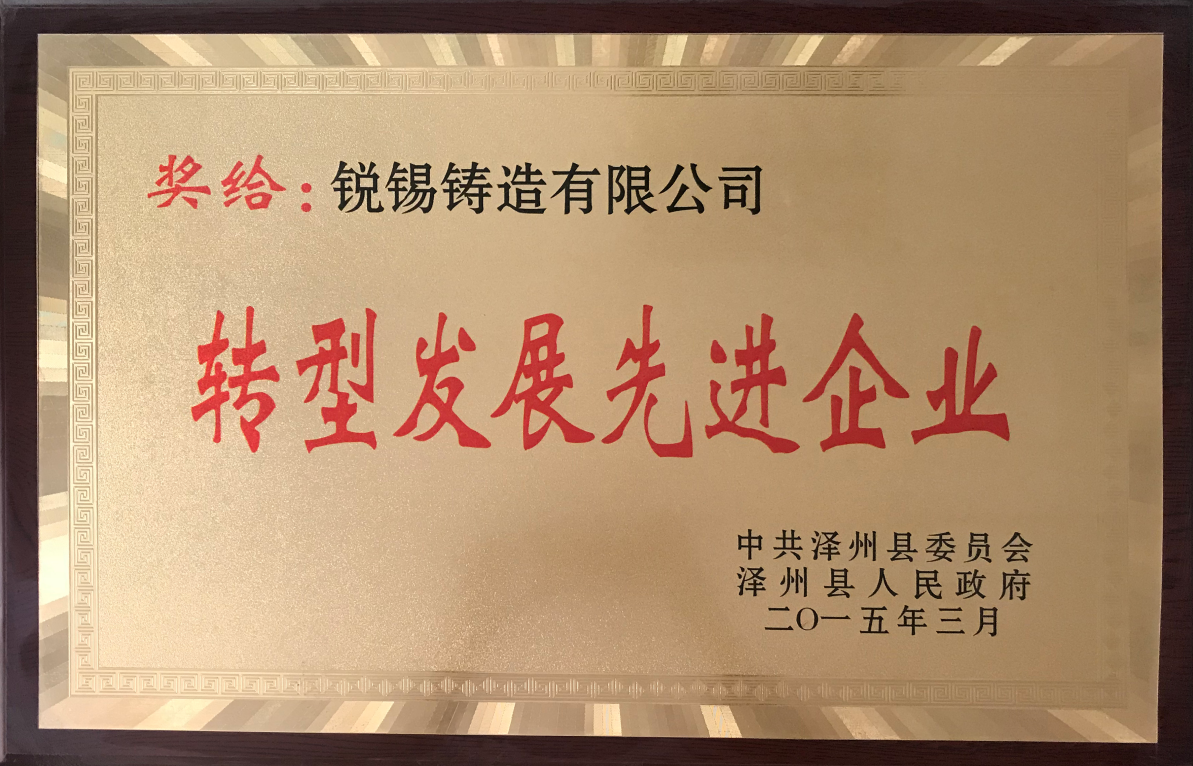 奖给:锐锡铸造有限公司
转型发展先进企业
中共泽州县委员会
泽州县人民政府
二〇一五年三月